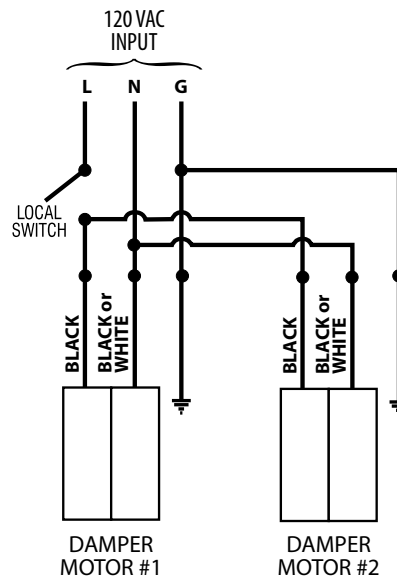 120 VAC
INPUT
L N G
LOCAL
SWITCH
BLACK
BLACK or
WHITE
BLACK
BLACK or
WHITE
DAMPER
MOTOR #1
DAMPER
MOTOR #2